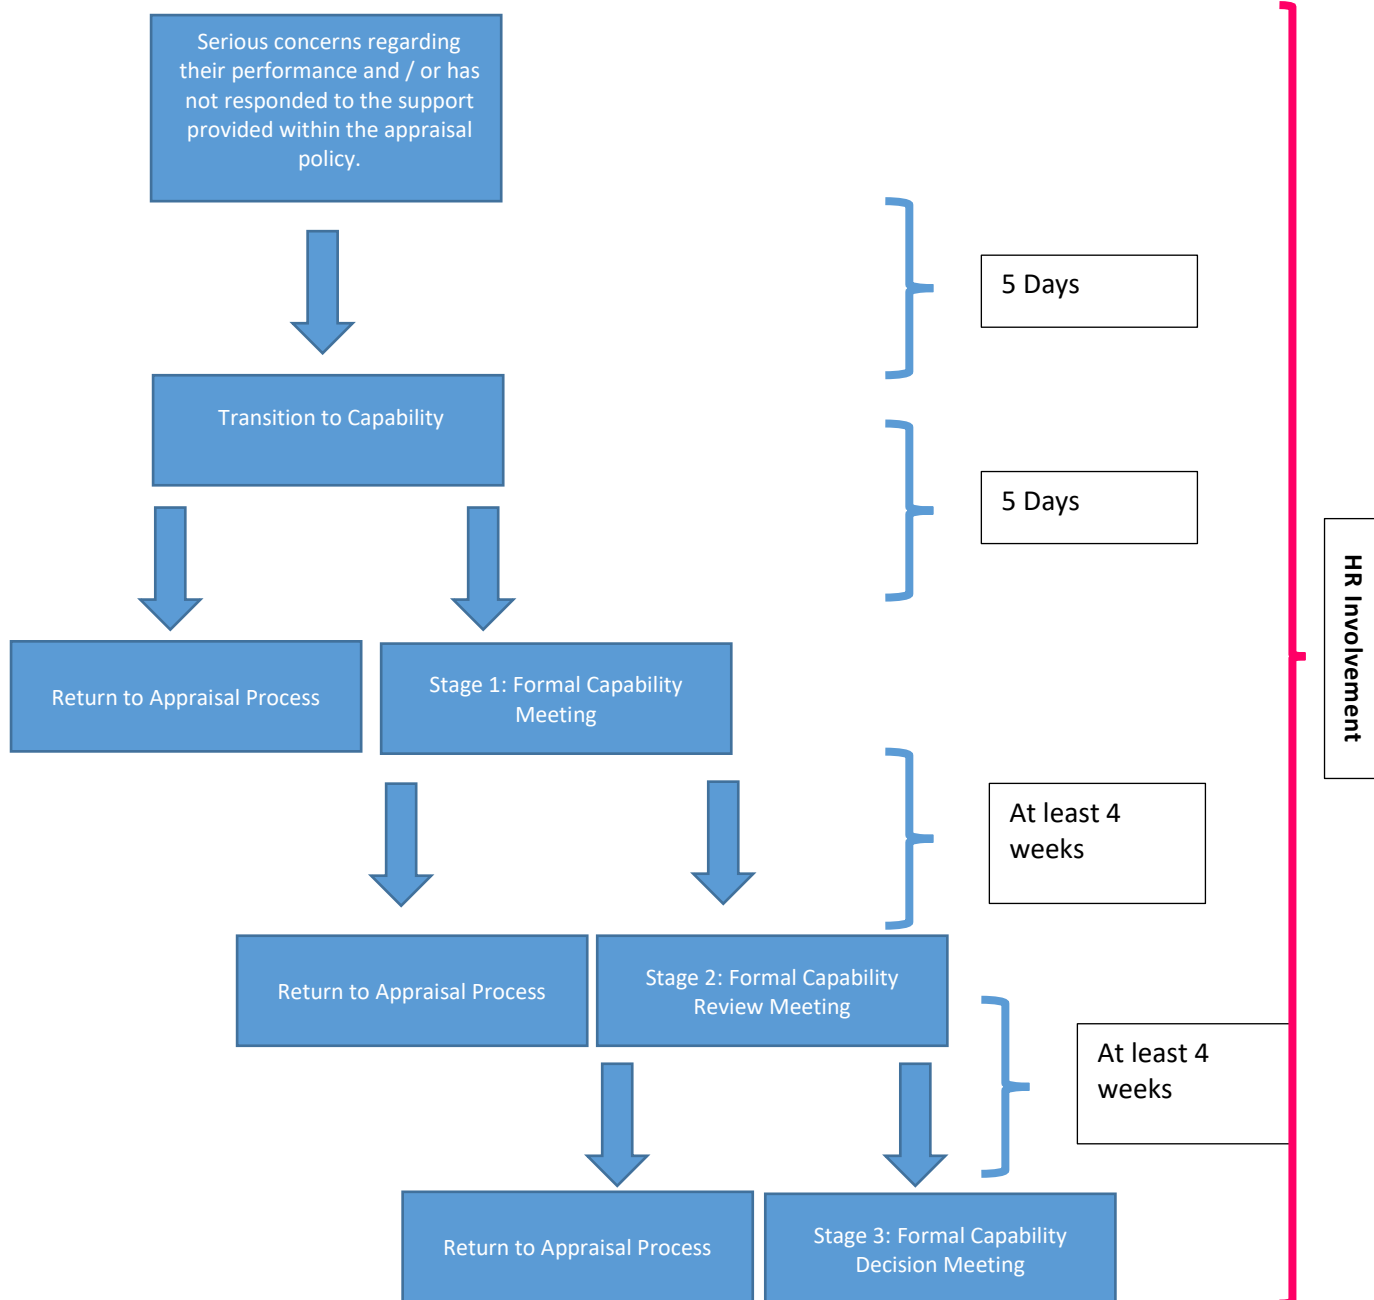 Serious concerns regarding
their performance and / or has
not responded to the support
provided within the appraisal
policy.
5 Days
Transition to Capability
5 Days
HR Involvement
Return to Appraisal Process
Stage 1: Formal Capability
Meeting
At least 4
weeks
Return to Appraisal Process
Stage 2: Formal Capability
Review Meeting
At least 4
weeks
Return to Appraisal Process
Stage 3: Formal Capability
Decision Meeting